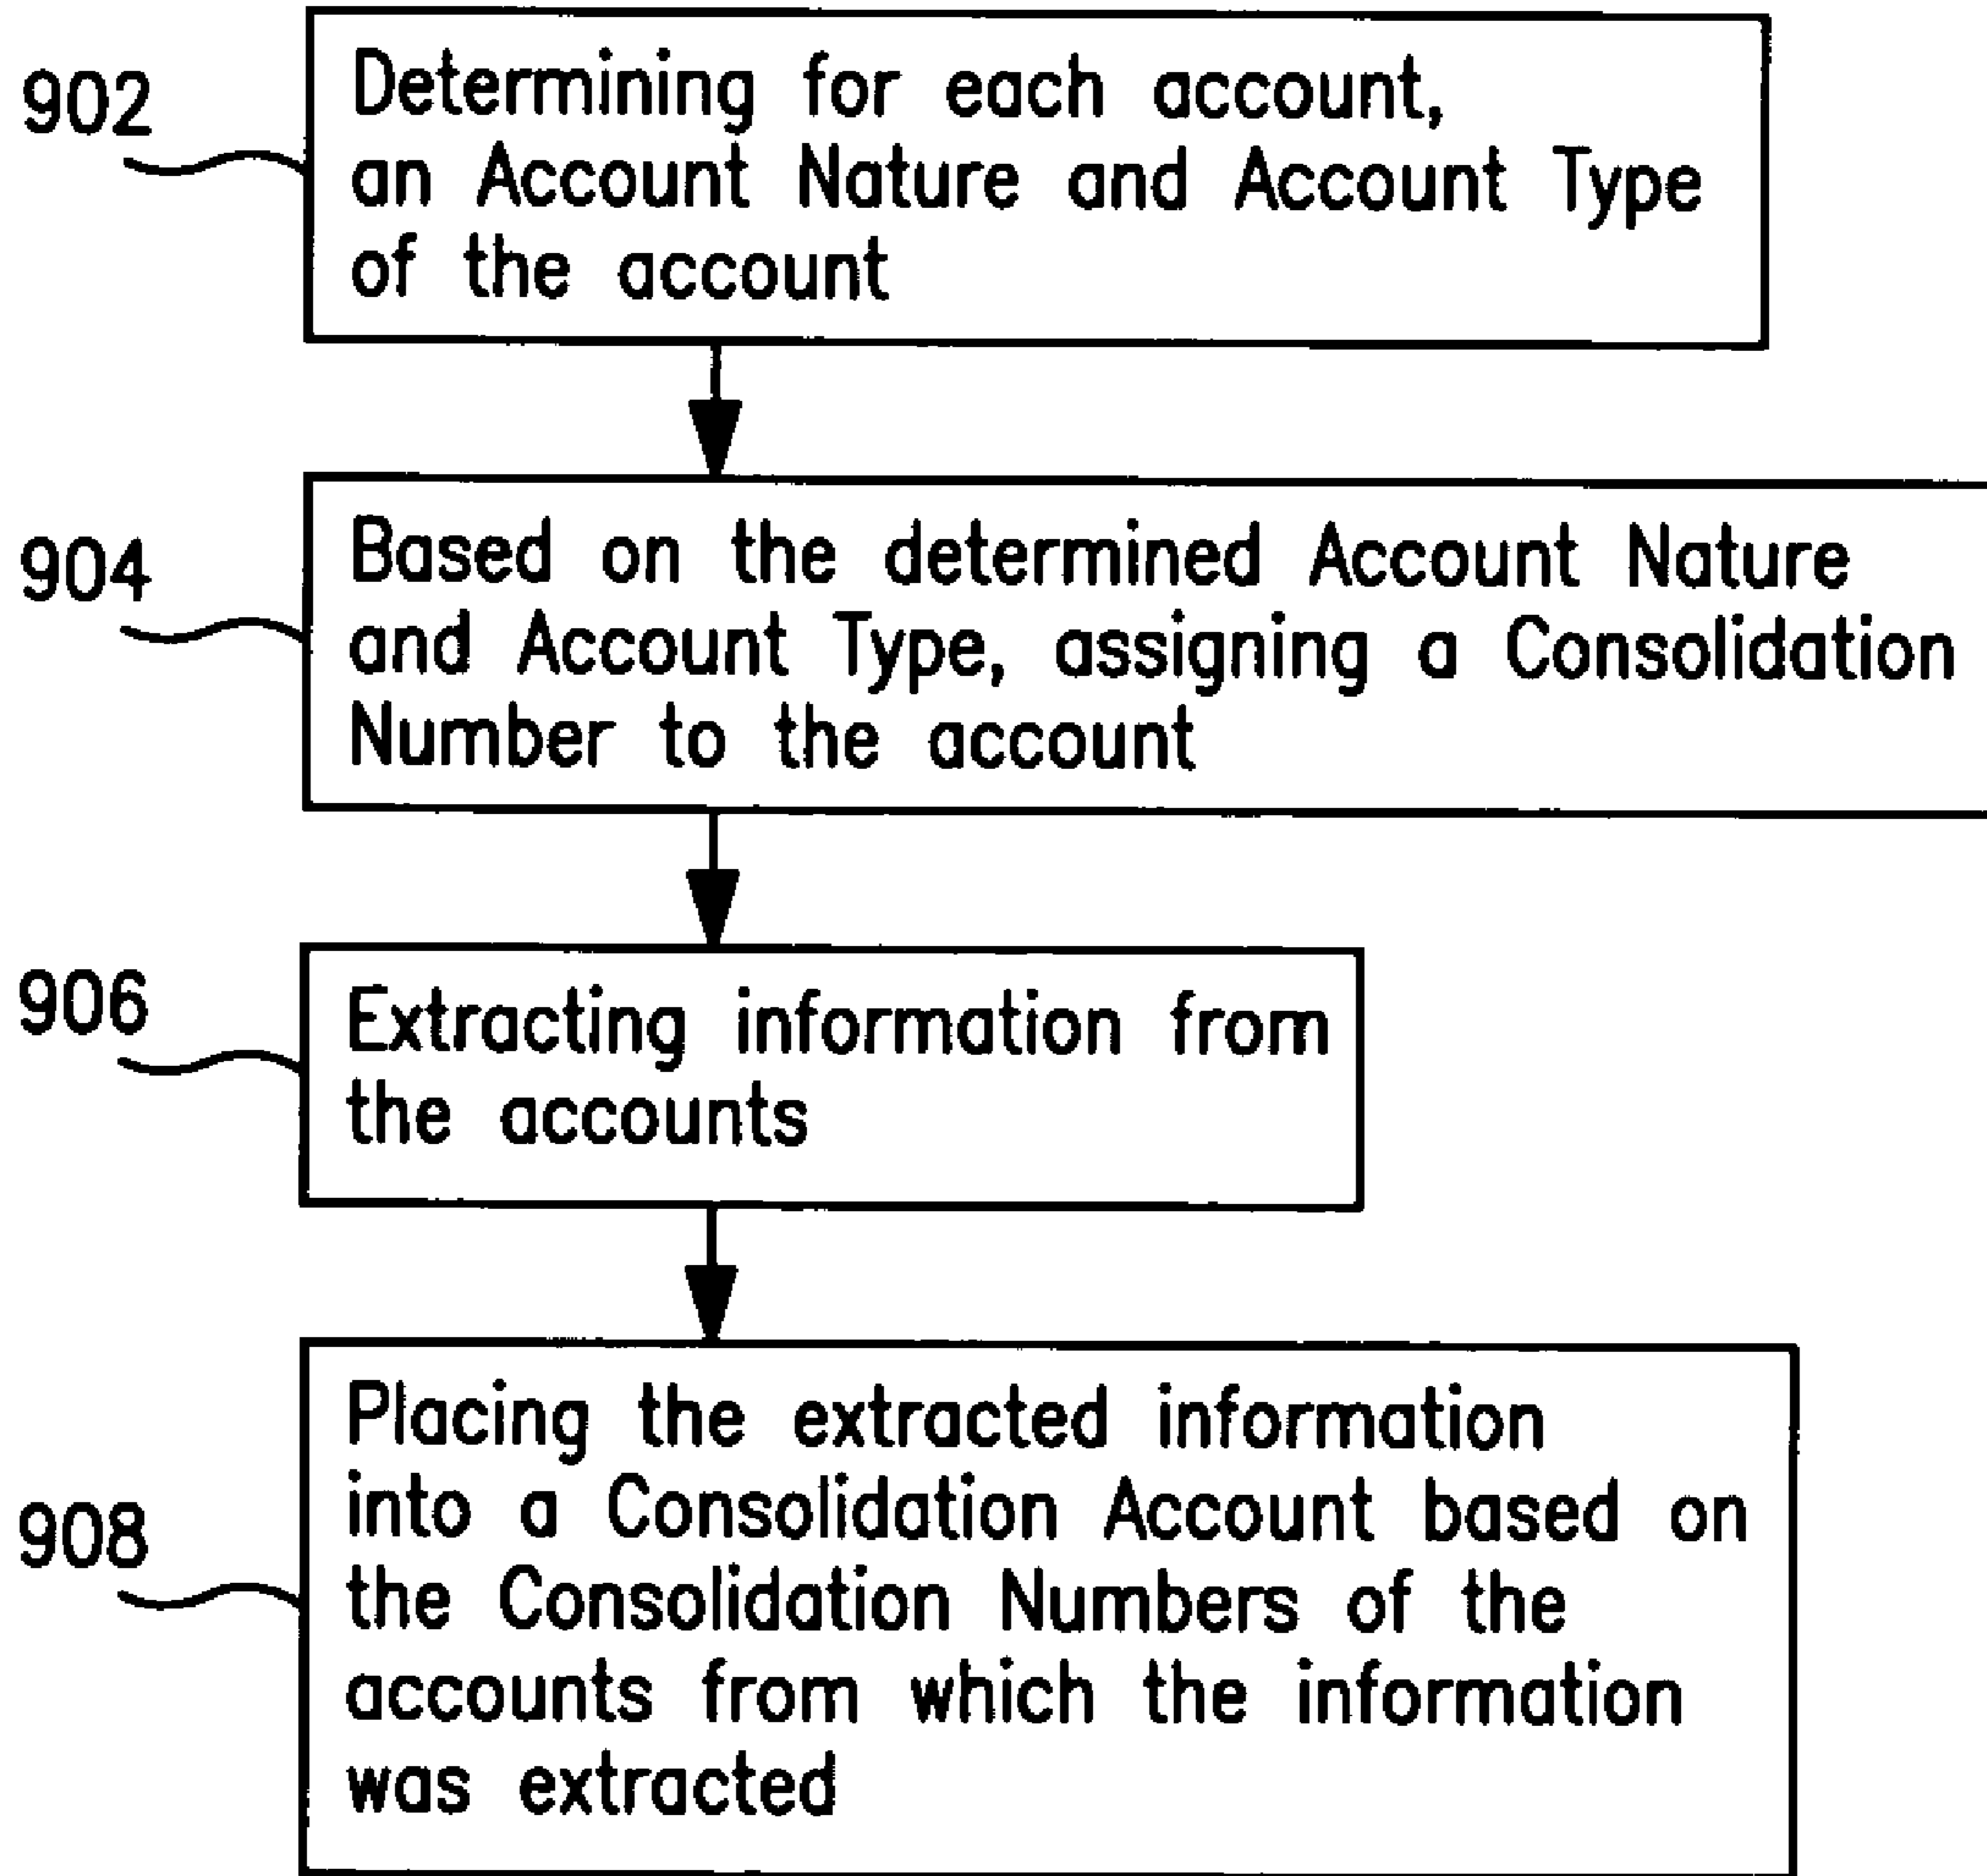 902
Determining for each account,
an Account Nature and Account Type
of the account
904
Based on the determined Account Nature
and Account Type, assigning a Consolidation
Number to the account
906
Extracting information from
the accounts
908
Placing the extracted information
into a Consolidation Account based on
the Consolidation Numbers of the
accounts from which the information
was extracted